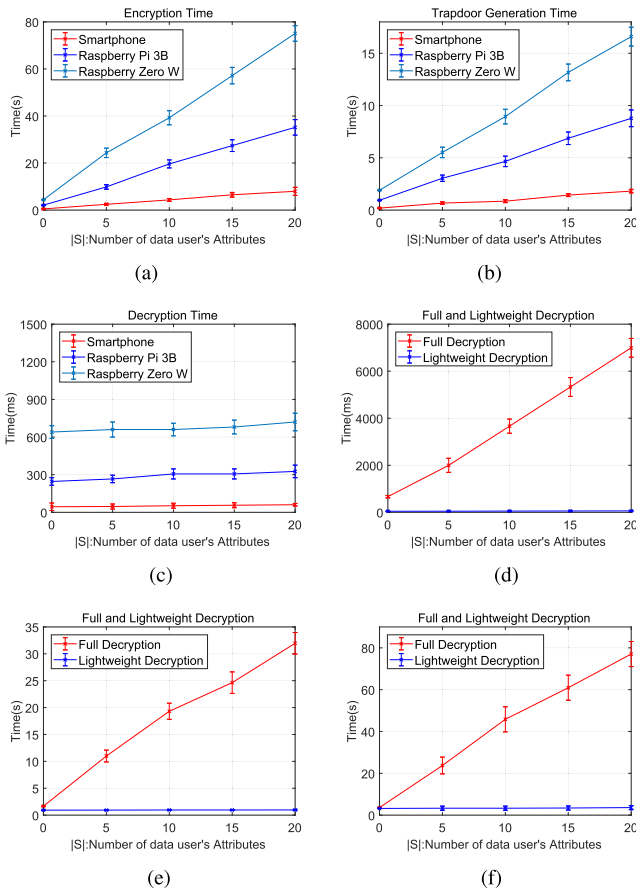 Encryption Time
80
60
40
20
0
Time(s)
Smartphone
Raspberry Pi 3B
Raspberry Zero W
0 5 10 15 20
|S|:Number of data user's Attributes
(a)
Trapdoor Generation Time
15
10
5
0
Time(s)
Smartphone
Raspberry Pi 3B
Raspberry Zero W
0 5 10 15 20
|S|:Number of data user's Attributes
(b)
Decryption Time
1500
1200
900
600
300
0
Time(ms)
Smartphone
Raspberry Pi 3B
Raspberry Zero W
0 5 10 15 20
|S|:Number of data user's Attributes
(c)
Full and Lightweight Decryption
8000
6000
4000
2000
0
Time(ms)
Full Decryption
Lightweight Decryption
0 5 10 15 20
|S|:Number of data user's Attributes
(d)
Full and Lightweight Decryption
35
30
25
20
15
10
5
0
Time(s)
Full Decryption
Lightweight Decryption
0 5 10 15 20
|S|:Number of data user's Attributes
(e)
Full and Lightweight Decryption
80
60
40
20
0
Time(s)
Full Decryption
Lightweight Decryption
0 5 10 15 20
|S|:Number of data user's Attributes
(f)